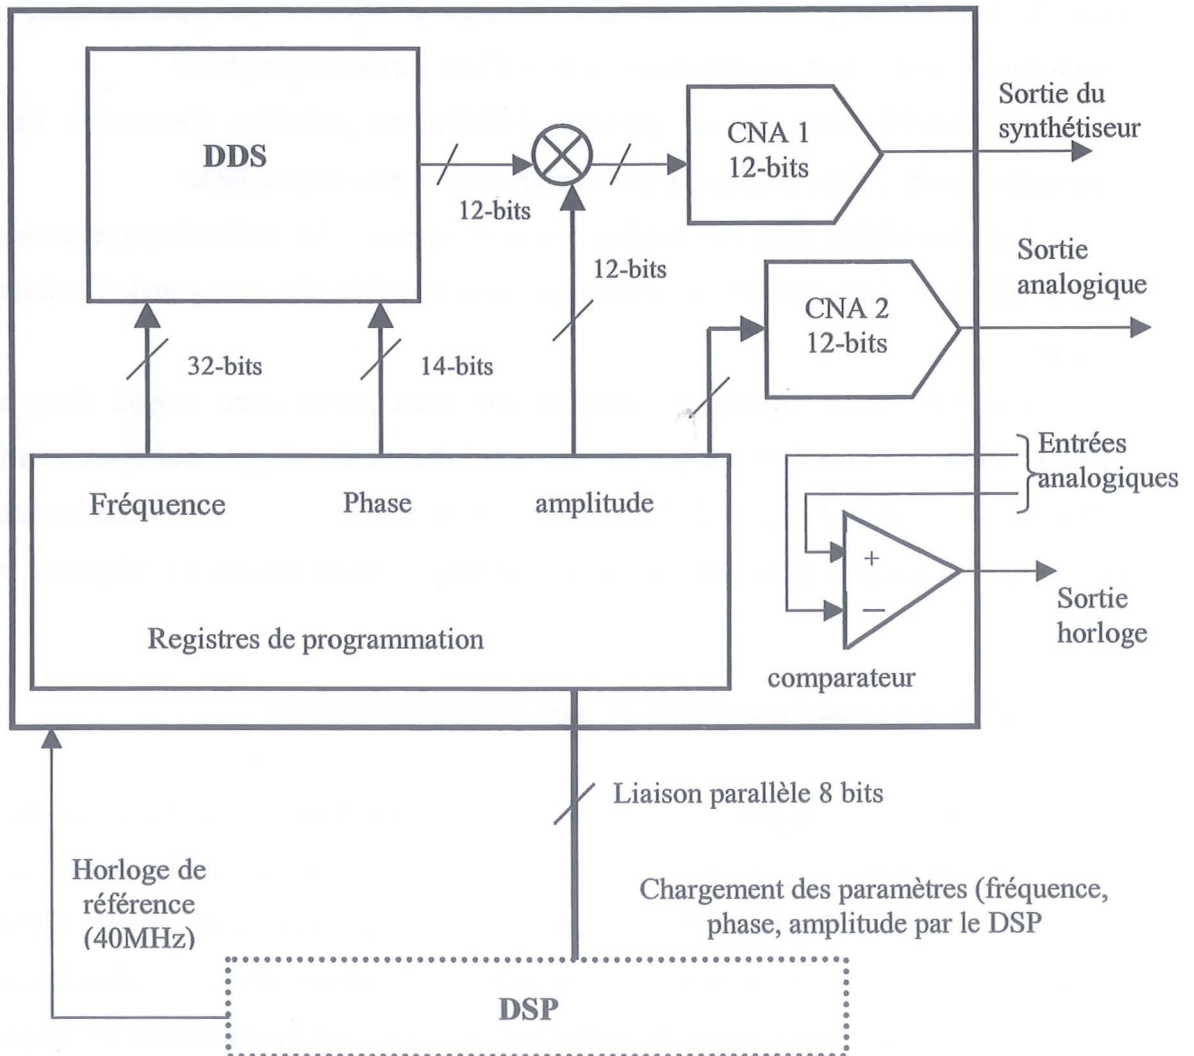 DDS
12-bits
CNA 1
12-bits
Sortie du
synthétiseur
12-bits
CNA 2
12-bits
Sortie
analogique
32-bits
14-bits
Entrées
analogiques
Fréquence
Phase
amplitude
+
−
Sortie
horloge
Registres de programmation
comparateur
Liaison parallèle 8 bits
Horloge de
référence
(40MHz)
Chargement des paramètres (fréquence,
phase, amplitude par le DSP
DSP